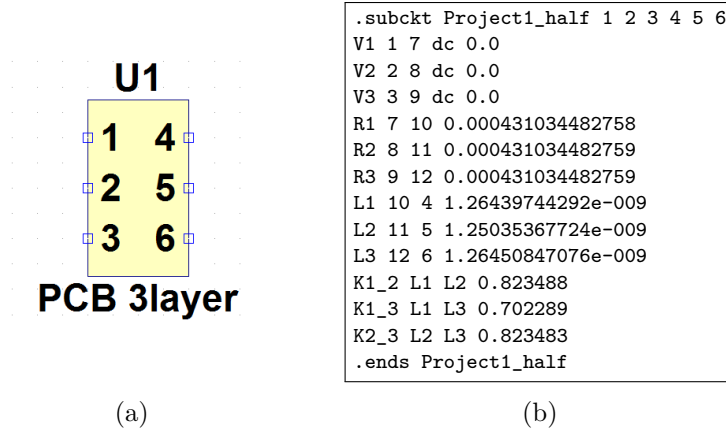 U1
1 4
2 5
3 6
PCB 3layer
(a)
.subckt Project1_half 1 2 3 4 5 6
V1 1 7 dc 0.0
V2 2 8 dc 0.0
V3 3 9 dc 0.0
R1 7 10 0.000431034482758
R2 8 11 0.000431034482759
R3 9 12 0.000431034482759
L1 10 4 1.26439744292e-009
L2 11 5 1.25035367724e-009
L3 12 6 1.26450847076e-009
K1_2 L1 L2 0.823488
K1_3 L1 L3 0.702289
K2_3 L2 L3 0.823483
.ends Project1_half
(b)